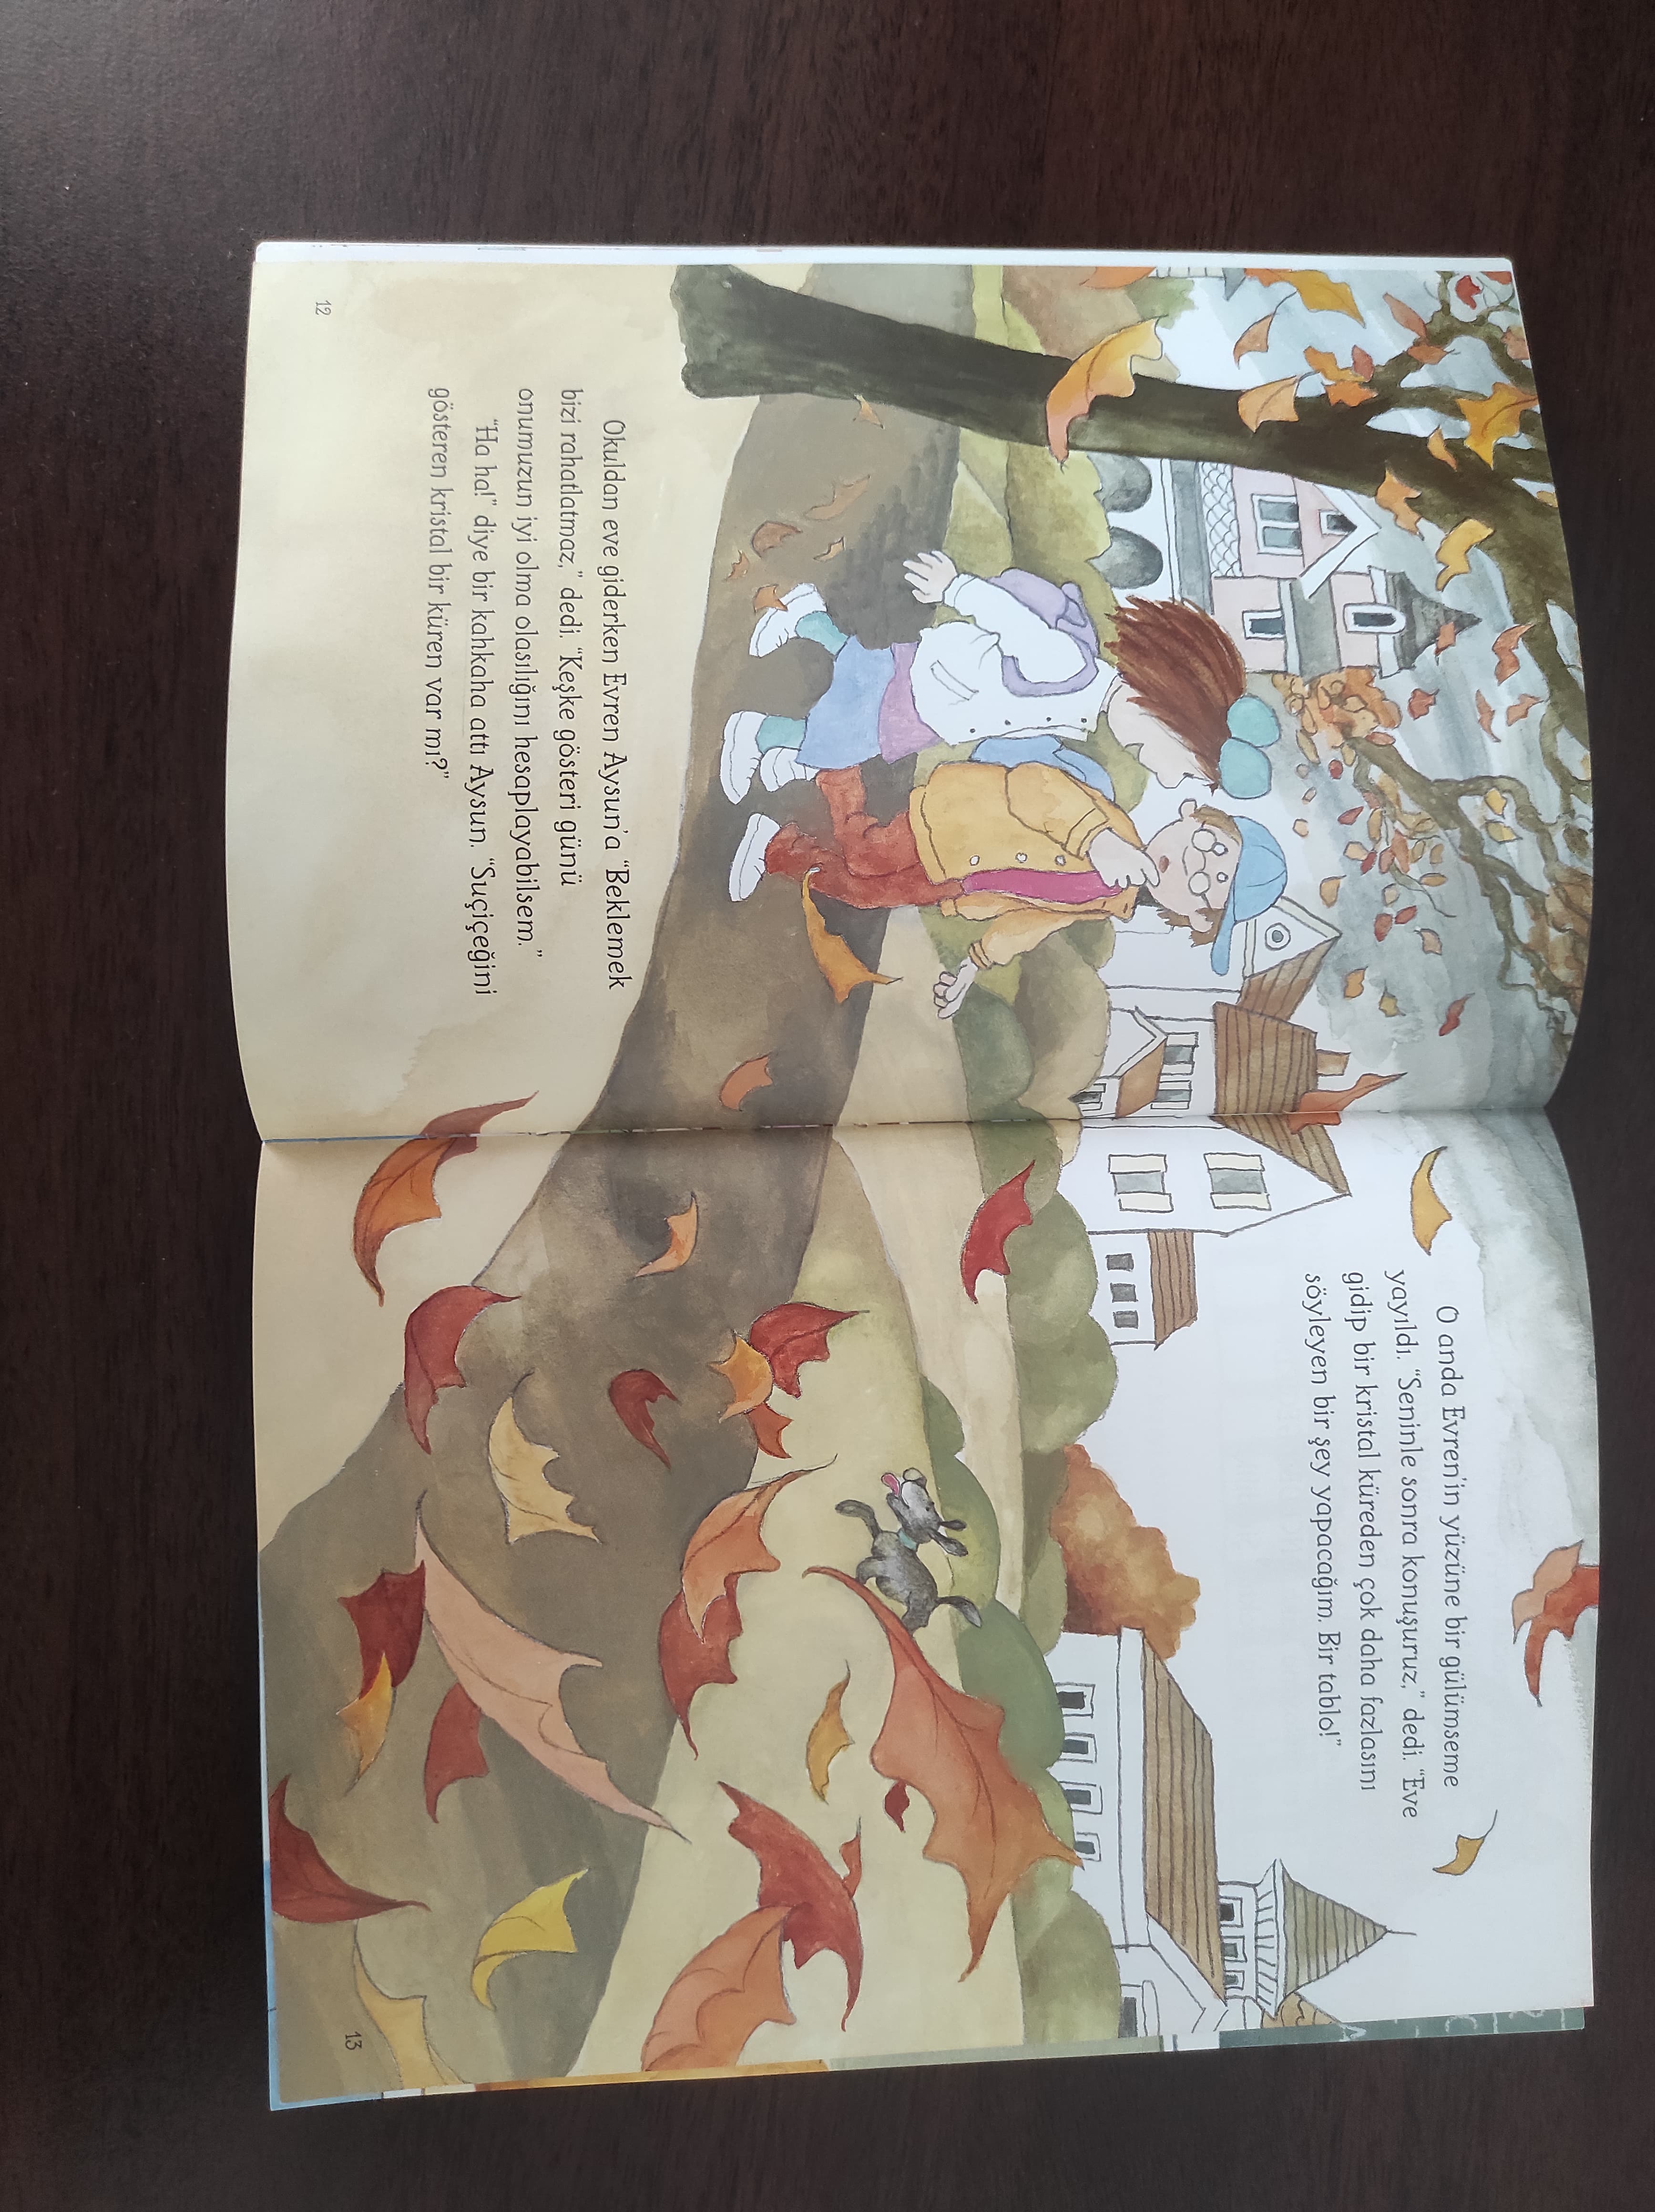 Okuldan eve giderken Evren Aysun'a “Beklemek
bizi rahatlatmaz,” dedi. “Keşke gösteri günü
onumuzun iyi olma olasılığını hesaplayabilsem.”
“Ha ha!” diye bir kahkaha attı Aysun. “Suçiçeğini
gösteren kristal bir küren var mı?”
12
O anda Evren'in yüzüne bir gülümseme
yayıldı. “Seninle sonra konuşuruz,” dedi. “Eve
gidip bir kristal küreden çok daha fazlasını
söyleyen bir şey yapacağım. Bir tablo!”
13